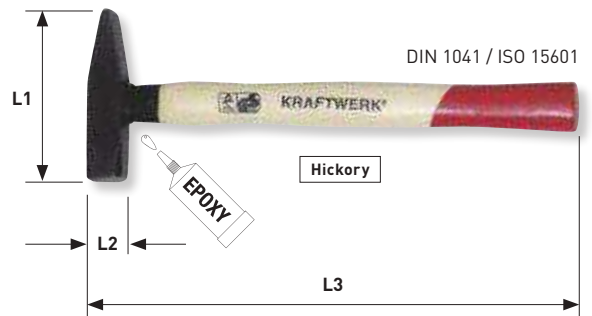 DIN 1041 / ISO 15601
L1
KRAFTWERK®
Hickory
EPOXY
L2
L3